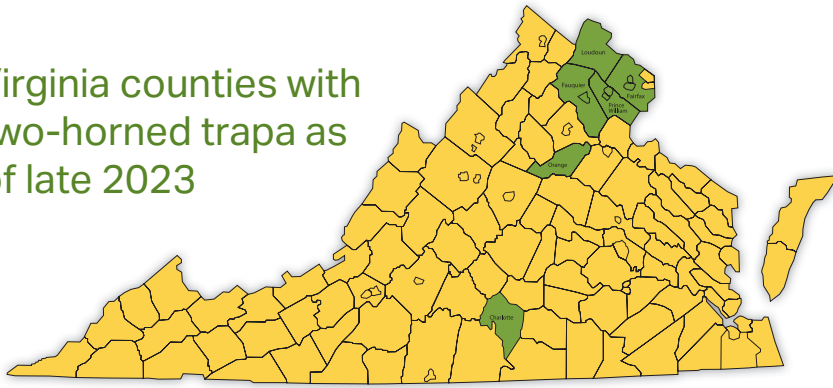 irginia counties with
wo-horned trapa as
f late 2023
Loudoun
Fauquier
Fairfax
Prince
William
Orange
Charlotte